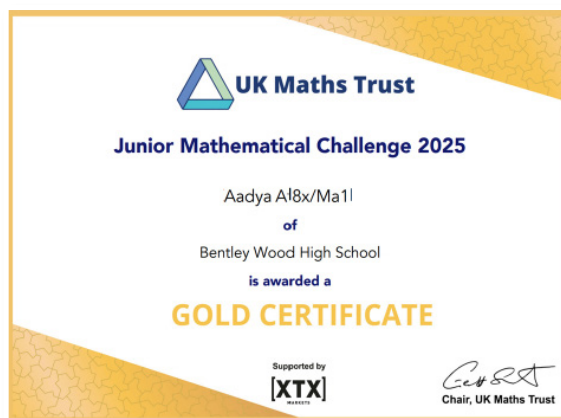 UK Maths Trust
Junior Mathematical Challenge 2025
Aadya
of
Bentley Wood High School
is awarded a
GOLD CERTIFICATE
Supported by
[XTX]
MARKETS
Chair, UK Maths Trust